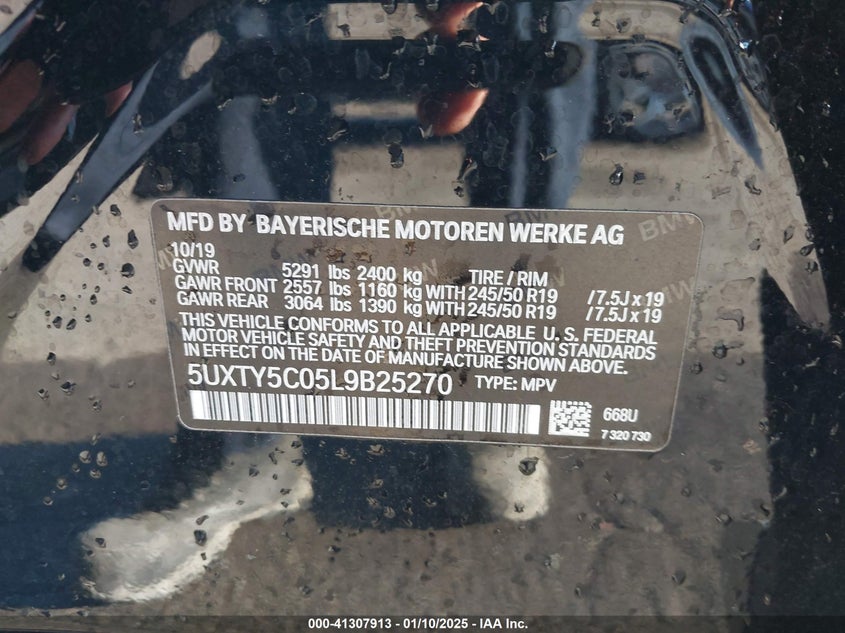 MFD BY BAYERISCHE MOTOREN WERKE AG
10/19
GVWR 5291 lbs 2400 kg TIRE / RIM
GAWR FRONT 2557 lbs 1160 kg WITH 245/50 R19 /7.5J x 19
GAWR REAR 3064 lbs 1390 kg WITH 245/50 R19 /7.5J x 19
THIS VEHICLE CONFORMS TO ALL APPLICABLE U. S. FEDERAL
MOTOR VEHICLE SAFETY AND THEFT PREVENTION STANDARDS
IN EFFECT ON THE DATE OF MANUFACTURE SHOWN ABOVE.
5UXTY5C05L9B25270 TYPE: MPV
668U
7 320 730
000-41307913 - 01/10/2025 - IAA Inc.